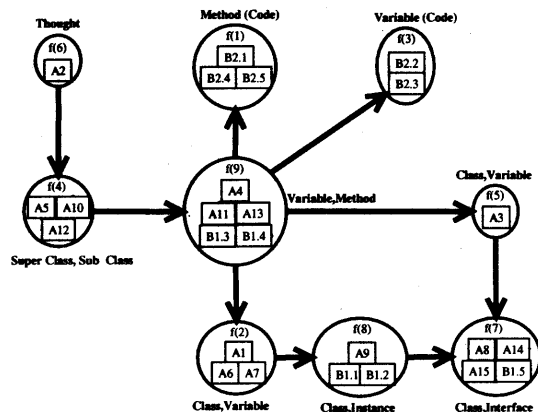 Thought
f(6)
A2
Method (Code)
f(1)
B2.1
B2.4 B2.5
Variable (Code)
f(3)
B2.2
B2.3
f(4)
A5 A10
A12
Super Class, Sub Class
f(9)
A4
A11 A13
B1.3 B1.4
Variable,Method
Class,Variable
f(5)
A3
f(2)
A1
A6 A7
Class,Variable
f(8)
A9
B1.1 B1.2
Class,Instance
f(7)
A8 A14
A15 B1.5
Class,Interface